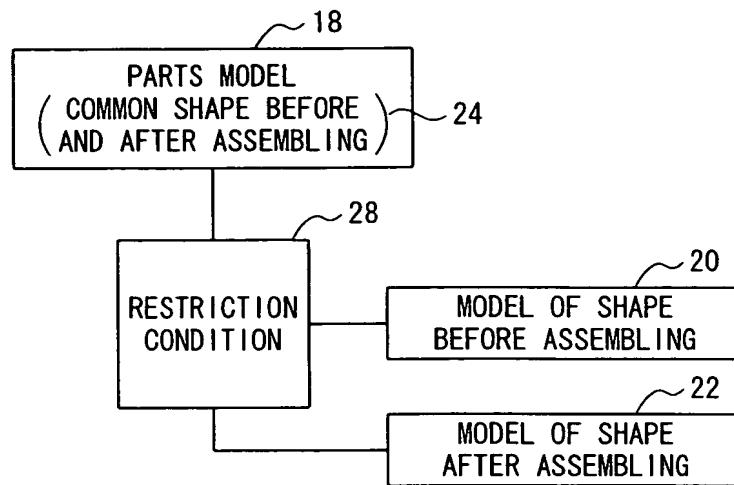 18
PARTS MODEL
(COMMON SHAPE BEFORE
AND AFTER ASSEMBLING)
24
28
RESTRICTION
CONDITION
20
MODEL OF SHAPE
BEFORE ASSEMBLING
22
MODEL OF SHAPE
AFTER ASSEMBLING